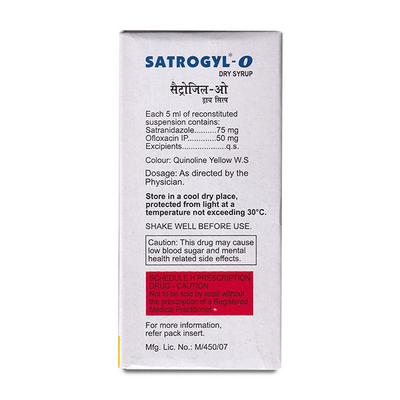 SATROGYL®-O
DRY SYRUP
सैट्रोजिल-ओ
ड्राय सिरप
Each 5 ml of reconstituted
suspension contains:
Satranidazole..........75 mg
Ofloxacin IP............50 mg
Excipients................q.s.
Colour: Quinoline Yellow W.S
Dosage: As directed by the
Physician.
Store in a cool dry place,
protected from light at a
temperature not exceeding 30°C.
SHAKE WELL BEFORE USE.
Caution: This drug may cause
low blood sugar and mental
health related side effects.
SCHEDULE H PRESCRIPTION
DRUG - CAUTION
Not to be sold by retail without
the prescription of a Registered
Medical Practitioner.
For more information,
refer pack insert.
Mfg. Lic. No.: M/450/07